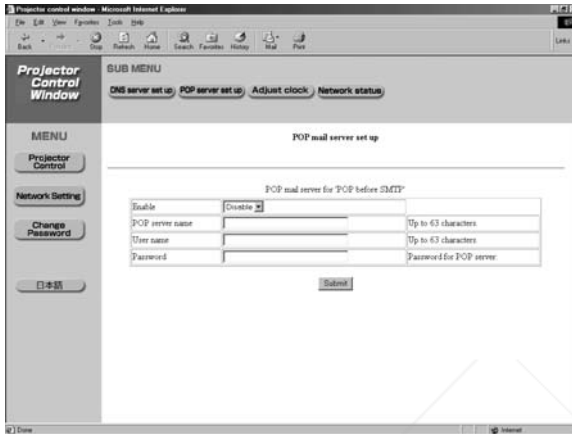 Projector control window - Microsoft Internet Explorer
File Edit View Favorites Tools Help
Back Stop Refresh Home Search Favorites History Mail Print
Links
Projector Control Window
SUB MENU
DNS server set up POP server set up Adjust clock Network status
MENU
Projector Control
Network Setting
Change Password
日本語
POP mail server set up
POP mail server for 'POP before SMTP'
Enable Disable
POP server name Up to 63 characters
User name Up to 63 characters
Password Password for POP server
Submit
Done Internet